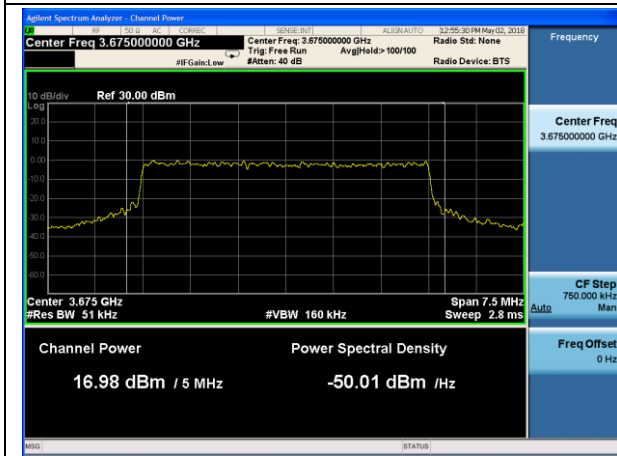 Agilent Spectrum Analyzer - Channel Power
RF 50 Ω AC CORREC SENSE:INT ALIGN AUTO 12:55:30 PM May 02, 2018
Center Freq 3.675000000 GHz
Center Freq: 3.675000000 GHz
Radio Std: None
Trig: Free Run Avg|Hold:> 100/100
#IFGain:Low
#Atten: 40 dB
Radio Device: BTS
Frequency
10 dB/div Ref 30.00 dBm
Log
20.0
10.0
0.00
-10.0
-20.0
-30.0
-40.0
-50.0
-60.0
Center Freq
3.675000000 GHz
Center 3.675 GHz
Span 7.5 MHz
#Res BW 51 kHz
#VBW 160 kHz
Sweep 2.8 ms
CF Step
750.000 kHz
Auto Man
Channel Power
Power Spectral Density
16.98 dBm / 5 MHz
-50.01 dBm /Hz
Freq Offset
0 Hz
MSG
STATUS